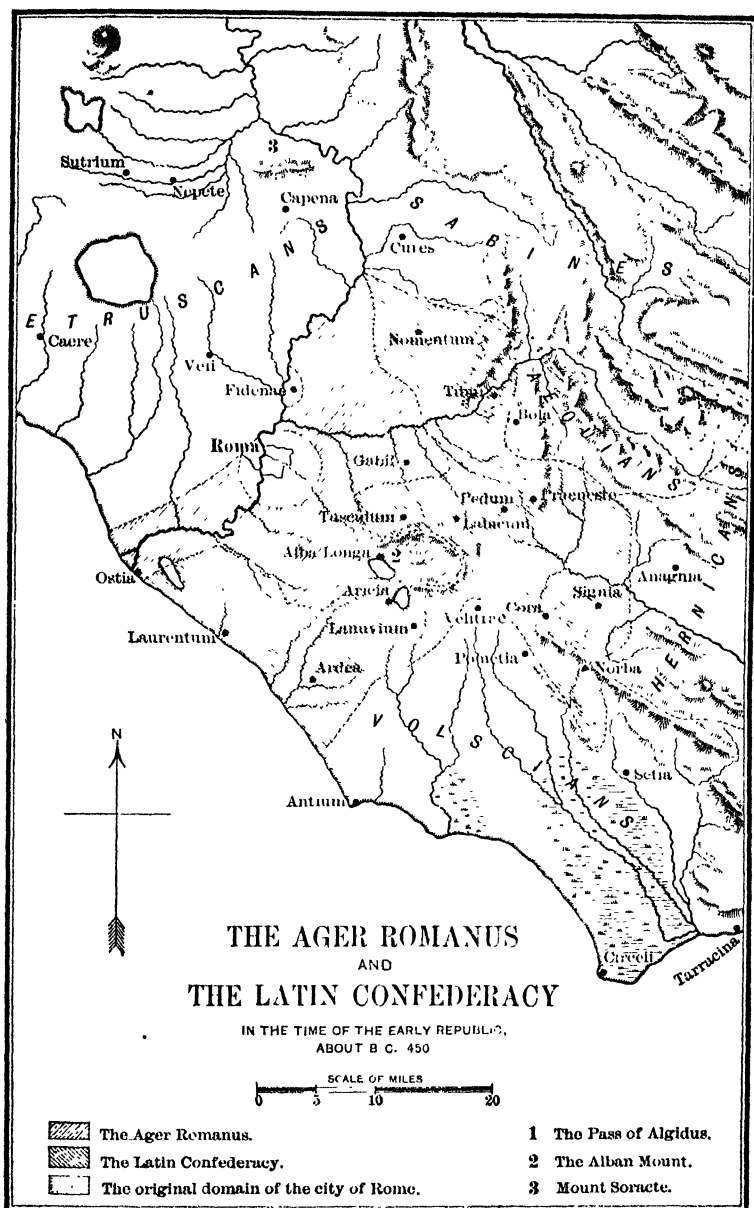 3
Sutrium
Nepete
Capena
SABINES
Cures
ETRUSCANS
Caere
Nomentum
Veii
Fidenae
Tibur
AEQUIANS
Bola
Roma
Gabii
Pedum
Praeneste
Tusculum
Labicum
Alba Longa
2
1
Anagnia
HERNICANS
Ostia
Aricia
Signia
Cora
Velitrae
Lanuvium
Laurentum
Pometia
Norba
Ardea
VOLSCIANS
N
Setia
Antium
Circeii
Tarracina
THE AGER ROMANUS
AND
THE LATIN CONFEDERACY
IN THE TIME OF THE EARLY REPUBLIC,
ABOUT B C. 450
SCALE OF MILES
0 5 10 20
The Ager Romanus.
The Latin Confederacy.
The original domain of the city of Rome.
1 The Pass of Algidus.
2 The Alban Mount.
3 Mount Soracte.